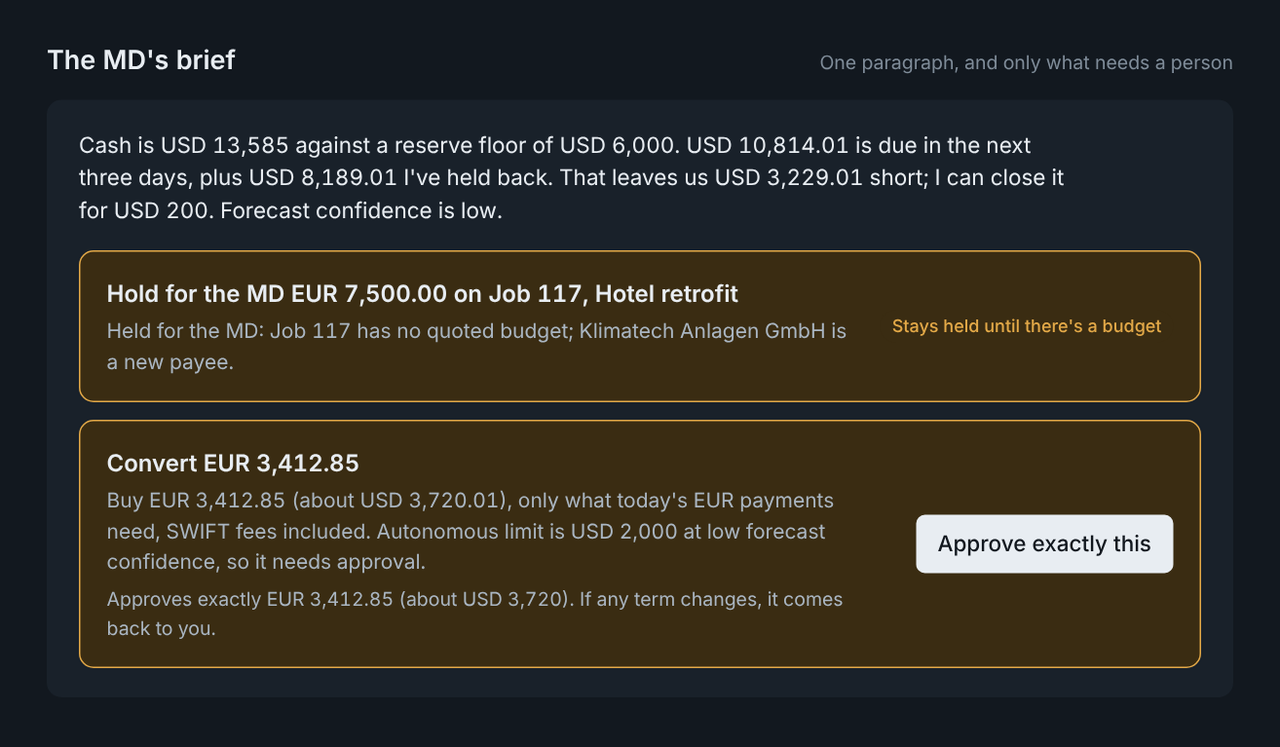 The MD's brief
One paragraph, and only what needs a person
Cash is USD 13,585 against a reserve floor of USD 6,000. USD 10,814.01 is due in the next
three days, plus USD 8,189.01 I've held back. That leaves us USD 3,229.01 short; I can close it
for USD 200. Forecast confidence is low.
Hold for the MD EUR 7,500.00 on Job 117, Hotel retrofit
Held for the MD: Job 117 has no quoted budget; Klimatech Anlagen GmbH is
a new payee.
Stays held until there's a budget
Convert EUR 3,412.85
Buy EUR 3,412.85 (about USD 3,720.01), only what today's EUR payments
need, SWIFT fees included. Autonomous limit is USD 2,000 at low forecast
confidence, so it needs approval.
Approves exactly EUR 3,412.85 (about USD 3,720). If any term changes, it comes
back to you.
Approve exactly this